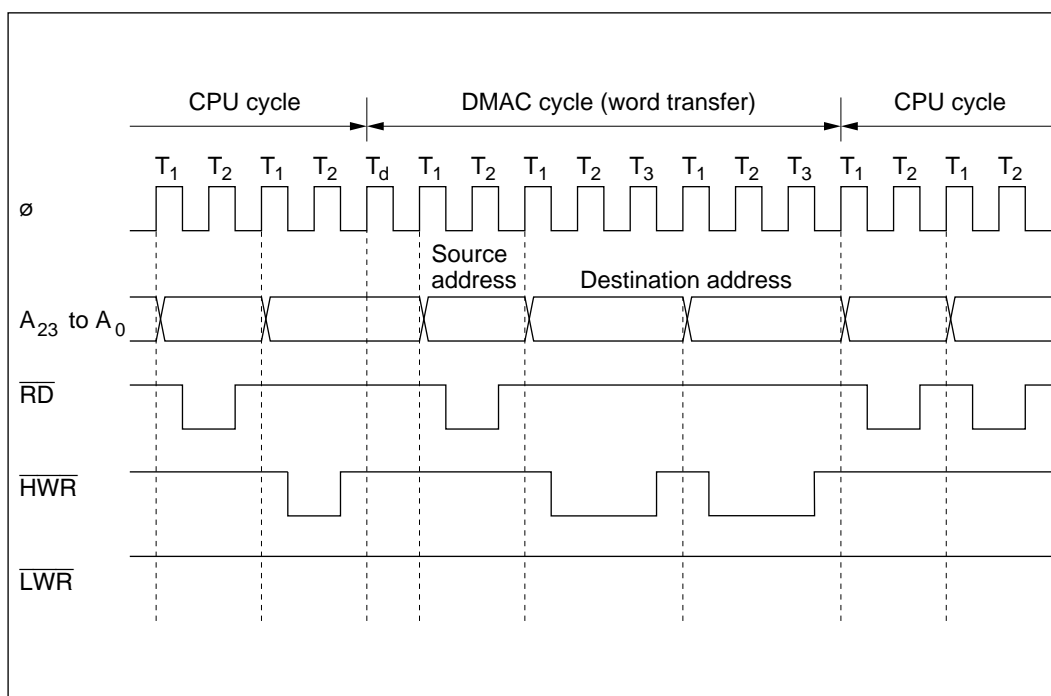 CPU cycle DMAC cycle (word transfer) CPU cycle
T1 T2 T1 T2 Td T1 T2 T1 T2 T3 T1 T2 T3 T1 T2 T1 T2
ø
Source
address Destination address
A23 to A0
RD
HWR
LWR